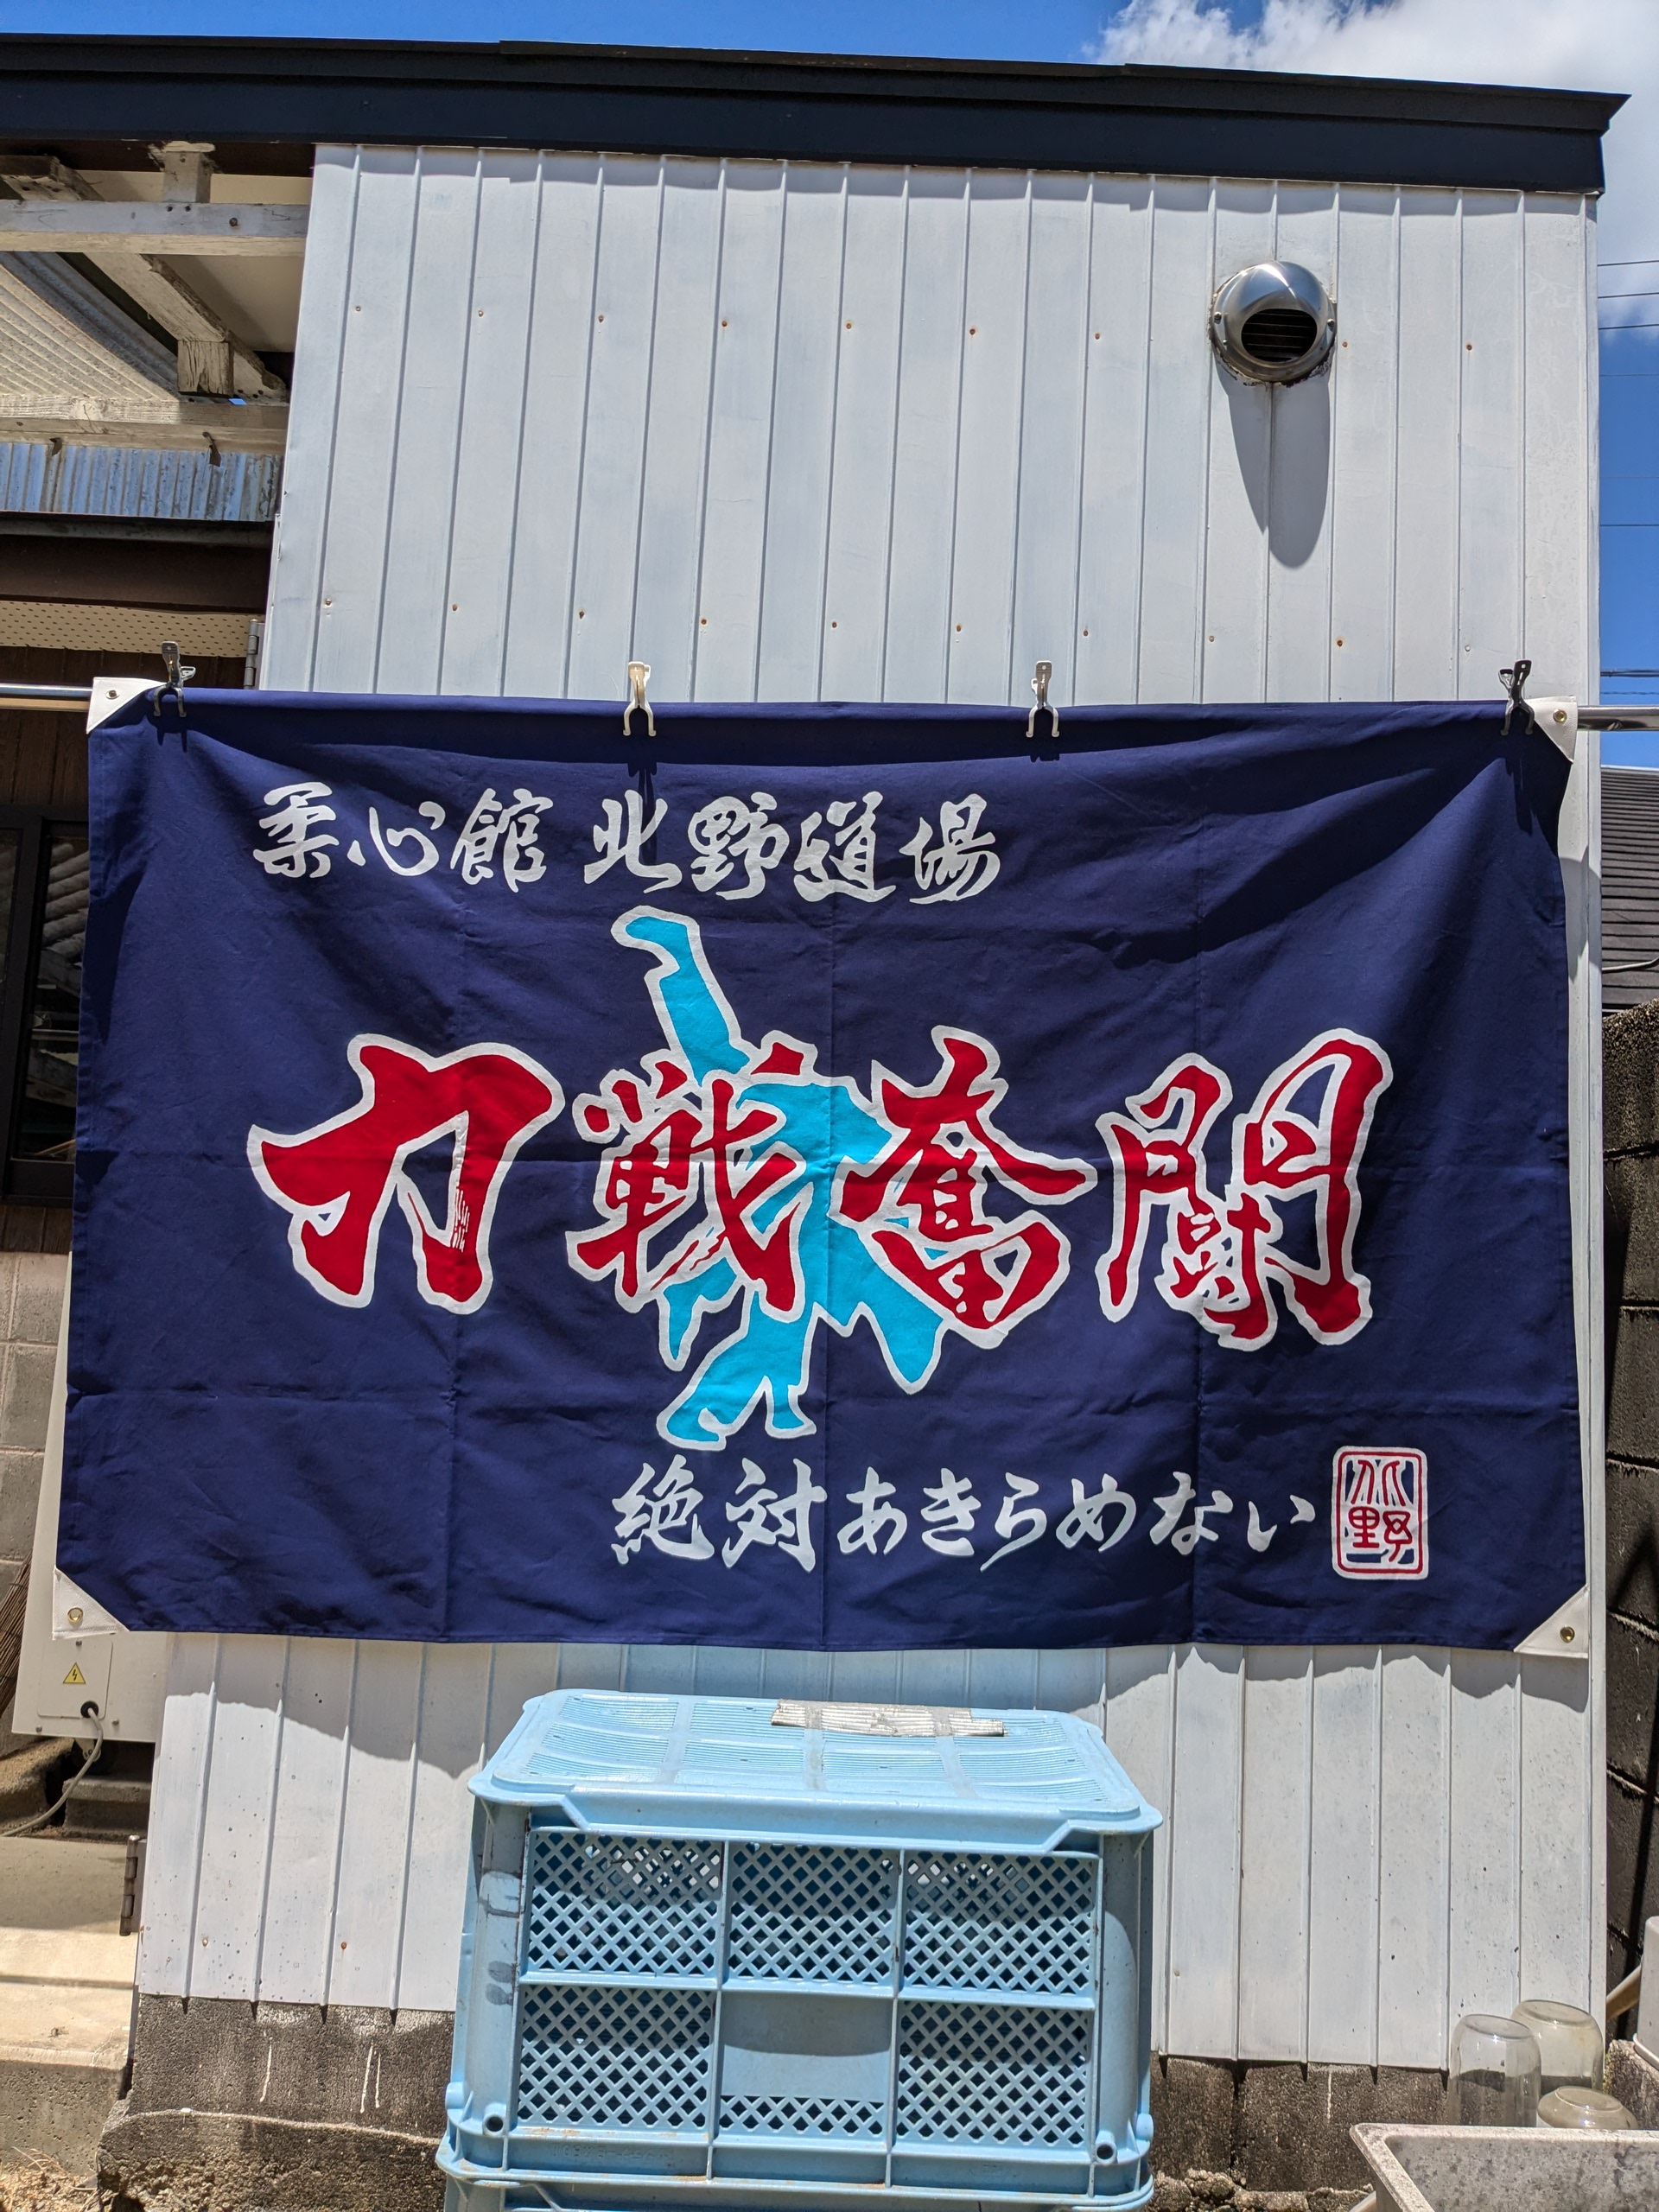 柔心館 北野道場
力戦奮闘
絶対あきらめない
北野